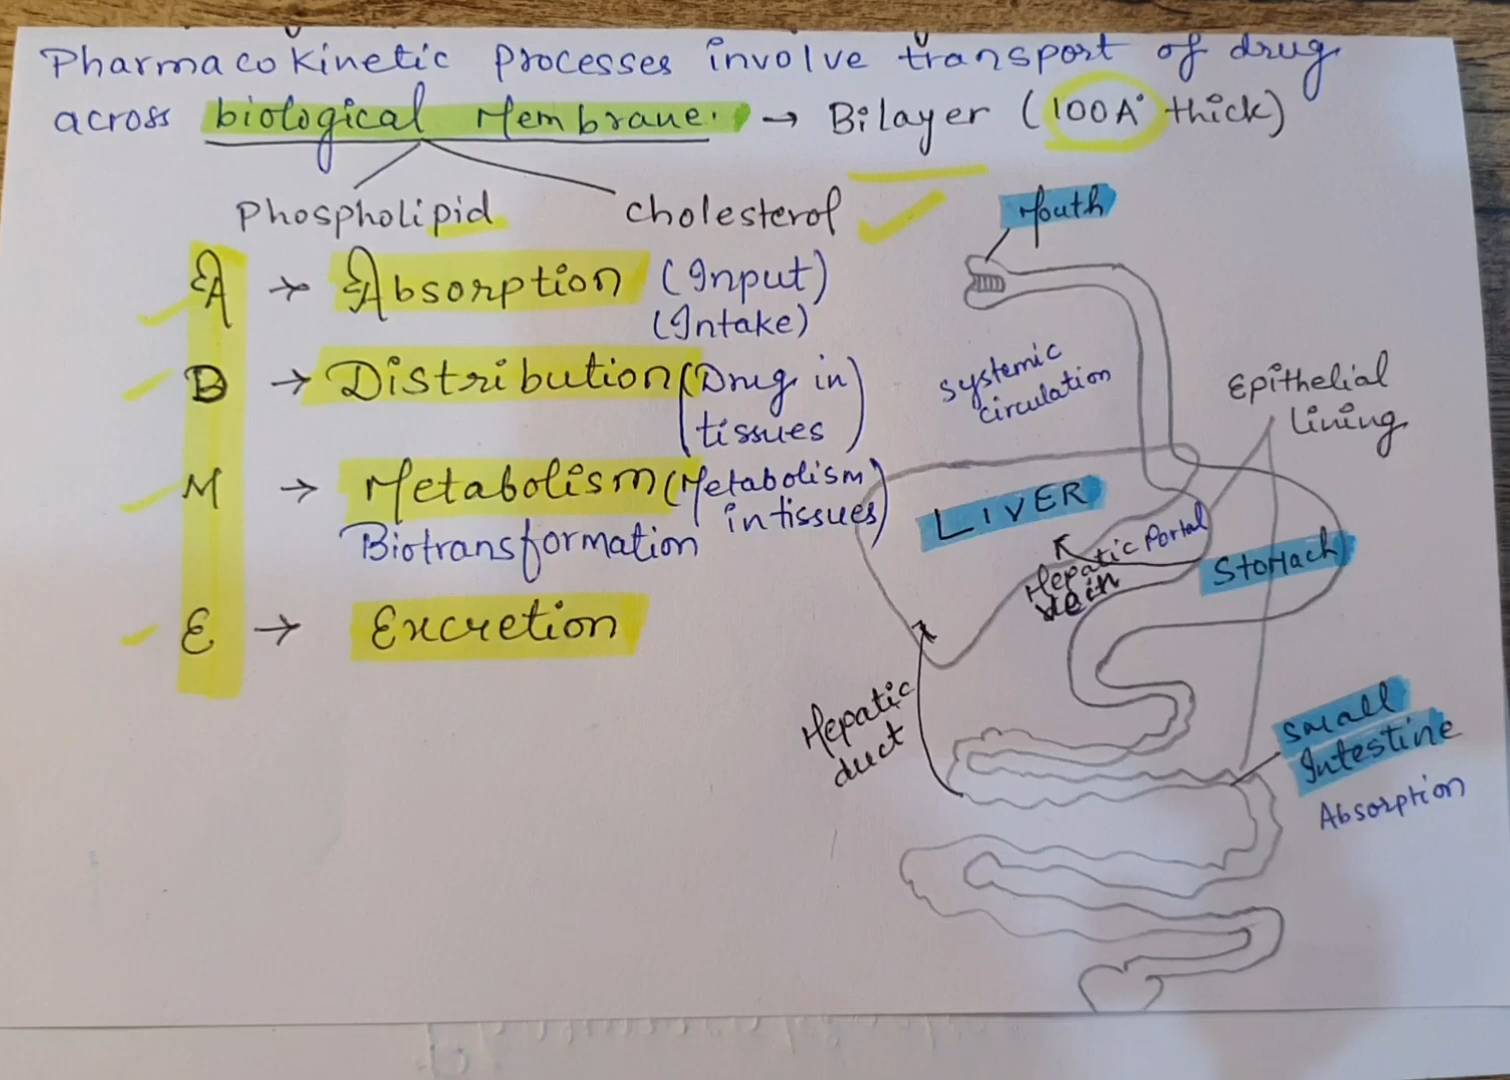 Pharmacokinetic processes involve transport of drug
across biological Membrane. → Bilayer (100A° thick)
Phospholipid cholesterol
A → Absorption (Input)
(Intake)
D → Distribution (Drug in
tissues)
M → Metabolism (Metabolism
in tissues)
Biotransformation
E → Excretion
Mouth
systemic
circulation
Epithelial
lining
LIVER
Hepatic Portal
vein
Stomach
Hepatic
duct
small
Intestine
Absorption